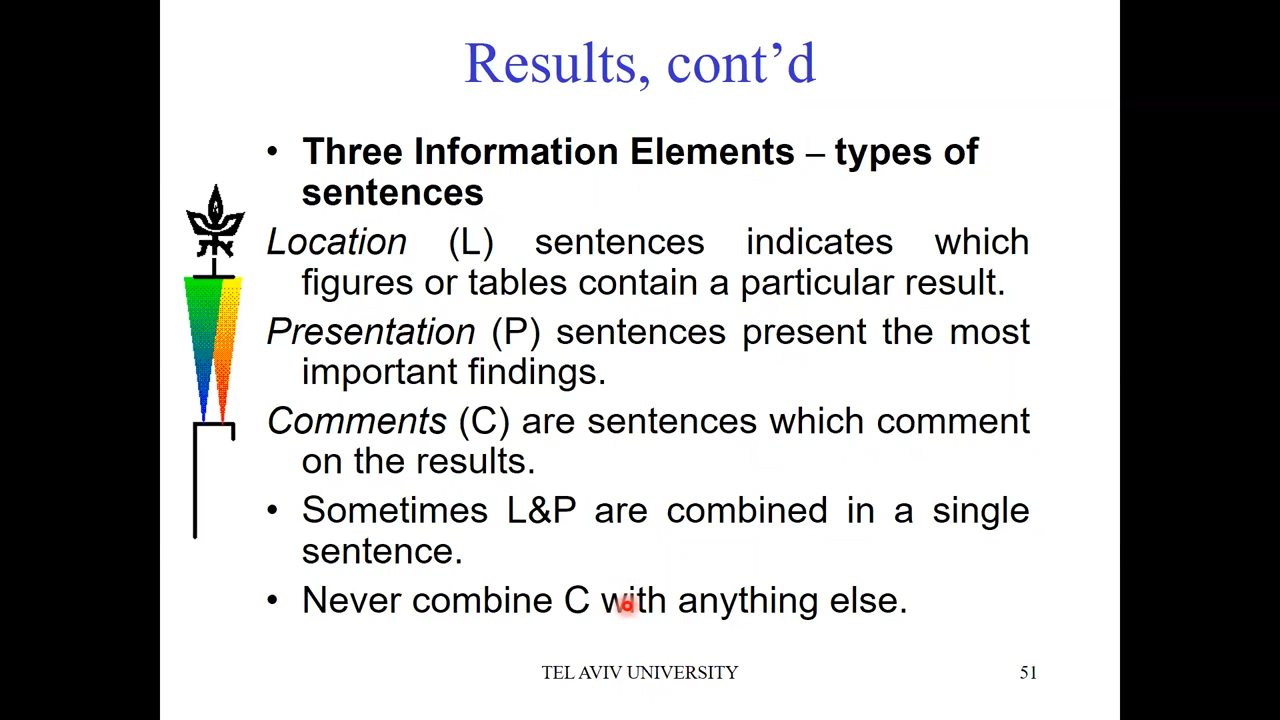 Results, cont’d
• Three Information Elements – types of
sentences
Location (L) sentences indicates which
figures or tables contain a particular result.
Presentation (P) sentences present the most
important findings.
Comments (C) are sentences which comment
on the results.
• Sometimes L&P are combined in a single
sentence.
• Never combine C with anything else.
TEL AVIV UNIVERSITY
51